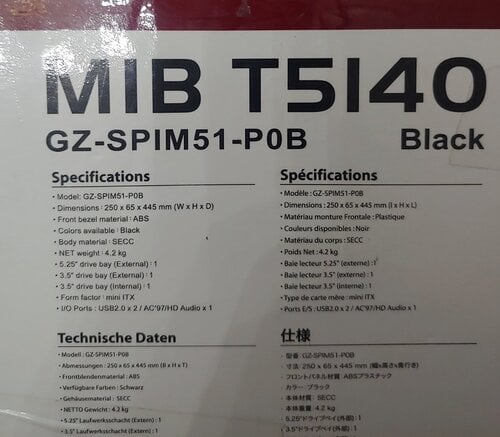 MIB T5140
GZ-SPIM51-P0B Black
Specifications
• Model: GZ-SPIM51-P0B
• Dimensions : 250 x 65 x 445 mm (W x H x D)
• Front bezel material : ABS
• Colors available : Black
• Body material : SECC
• NET weight : 4.2 kg
• 5.25" drive bay (External) : 1
• 3.5" drive bay (External) : 1
• 3.5" drive bay (Internal) : 1
• Form factor : mini ITX
• I/O Ports : USB2.0 x 2 / AC'97/HD Audio x 1
Spécifications
• Modèle : GZ-SPIM51-P0B
• Dimensions : 250 x 65 x 445 mm (l x H x L)
• Matériau monture Frontale : Plastique
• Couleurs disponibles : Noir
• Matériau du corps : SECC
• Poids Net : 4.2 kg
• Baie lecteur 5.25" (externe) : 1
• Baie lecteur 3.5" (externe) : 1
• Baie lecteur 3.5" (interne) : 1
• Type de carte mère : mini ITX
• Ports E/S : USB2.0 x 2 / AC'97/HD Audio x 1
Technische Daten
• Modell : GZ-SPIM51-P0B
• Abmessungen : 250 x 65 x 445 mm (B x H x T)
• Frontblendenmaterial : ABS
• Verfügbare Farben : Schwarz
• Gehäusematerial : SECC
• NETTO Gewicht : 4.2 kg
• 5.25" Laufwerksschacht (Extern) : 1
• 3.5" Laufwerksschacht (Extern) : 1
仕様
• 型番 : GZ-SPIM51-P0B
• 寸法 : 250 x 65 x 445 mm (幅x高さx奥行き)
• フロントパネル材質 : ABSプラスチック
カラー : ブラック
• 本体材質 : SECC
• 本体重量 : 4.2 kg
• 5.25"ドライブベイ(外部) : 1
• 3.5"ドライブベイ(外部) : 1